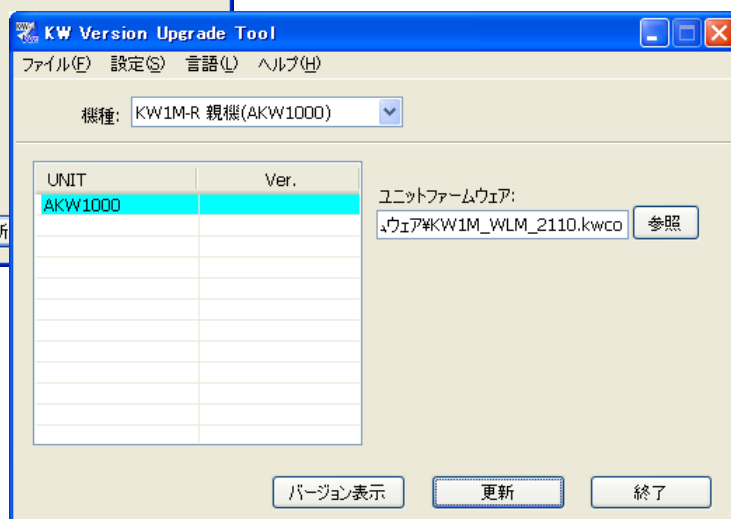 KW Version Upgrade Tool
ファイル(F) 設定(S) 言語(L) ヘルプ(H)
機種: KW1M-R 親機(AKW1000)
UNIT Ver.
AKW1000
ユニットファームウェア:
ェウェア¥KW1M_WLM_2110.kwco 参照
バージョン表示 更新 終了